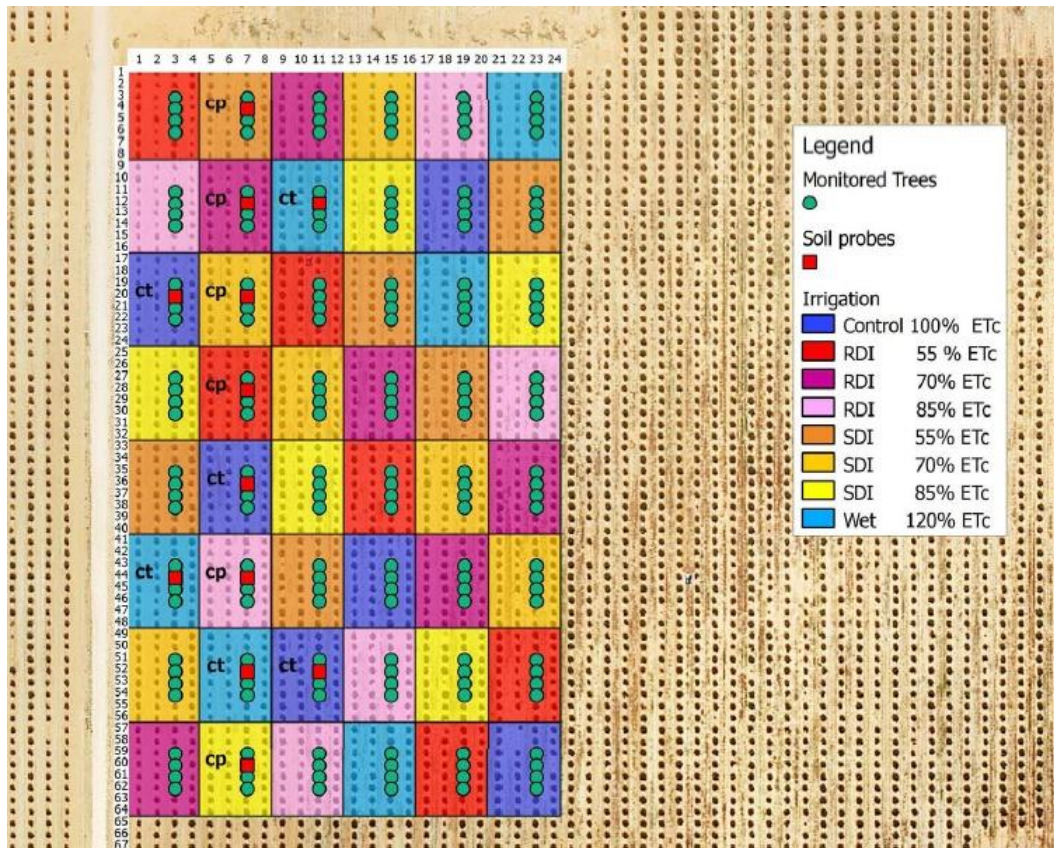 1 2 3 4 5 6 7 8 9 10 11 12 13 14 15 16 17 18 19 20 21 22 23 24
1
2
3
4
5
6
7
8
9
10
11
12
13
14
15
16
17
18
19
20
21
22
23
24
25
26
27
28
29
30
31
32
33
34
35
36
37
38
39
40
41
42
43
44
45
46
47
48
49
50
51
52
53
54
55
56
57
58
59
60
61
62
63
64
65
66
67
cp
cp
ct
ct
cp
cp
ct
ct
cp
ct
ct
cp
Legend
Monitored Trees
Soil probes
Irrigation
Control 100% ETc
RDI 55 % ETc
RDI 70% ETc
RDI 85% ETc
SDI 55% ETc
SDI 70% ETc
SDI 85% ETc
Wet 120% ETc